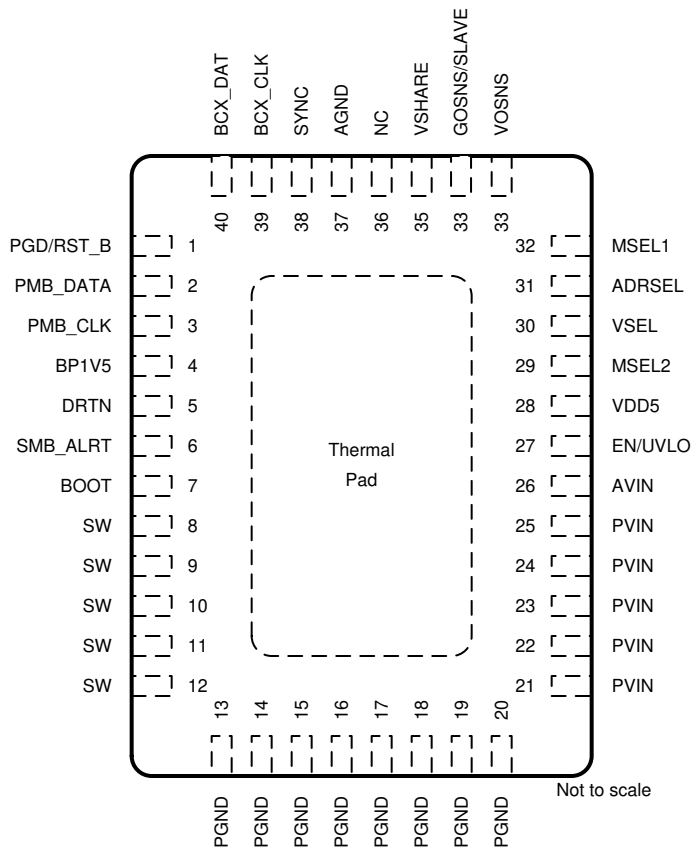 BCX_DAT
BCX_CLK
SYNC
AGND
NC
VSHARE
GOSNS/SLAVE
VOSNS
40
39
38
37
36
35
33
33
PGD/RST_B 1
PMB_DATA 2
PMB_CLK 3
BP1V5 4
DRTN 5
SMB_ALRT 6
BOOT 7
SW 8
SW 9
SW 10
SW 11
SW 12
Thermal
Pad
32 MSEL1
31 ADRSEL
30 VSEL
29 MSEL2
28 VDD5
27 EN/UVLO
26 AVIN
25 PVIN
24 PVIN
23 PVIN
22 PVIN
21 PVIN
13
14
15
16
17
18
19
20
PGND
PGND
PGND
PGND
PGND
PGND
PGND
PGND
Not to scale